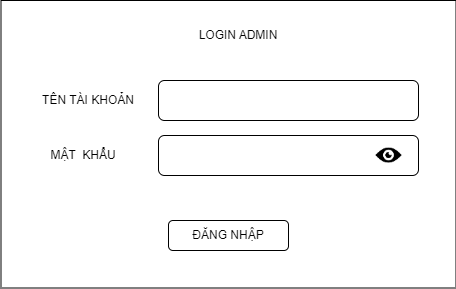 LOGIN ADMIN
TÊN TÀI KHOẢN
MẬT KHẨU
ĐĂNG NHẬP